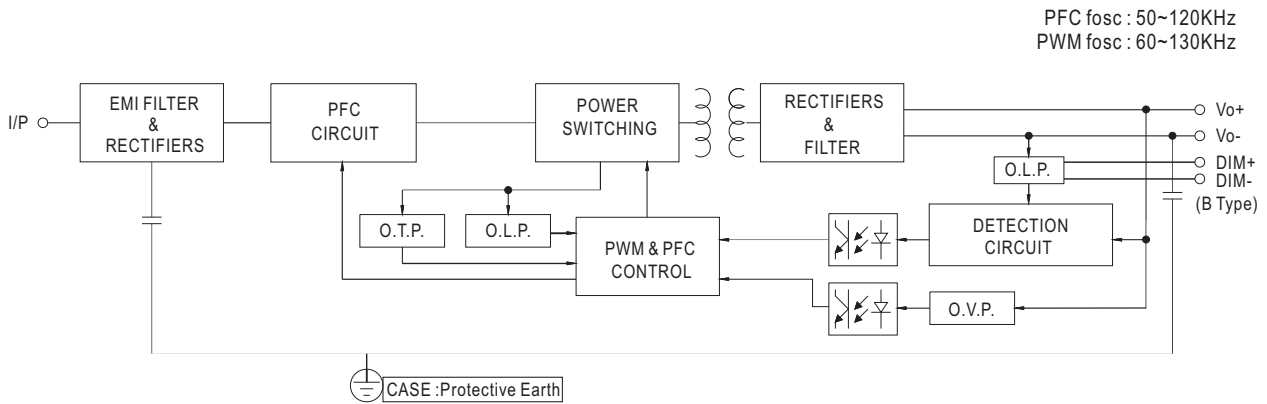 PFC fosc : 50~120KHz
PWM fosc : 60~130KHz
I/P
EMI FILTER
&
RECTIFIERS
PFC
CIRCUIT
POWER
SWITCHING
RECTIFIERS
&
FILTER
Vo+
Vo-
DIM+
DIM-
(B Type)
O.L.P.
O.T.P.
O.L.P.
PWM & PFC
CONTROL
DETECTION
CIRCUIT
O.V.P.
CASE :Protective Earth